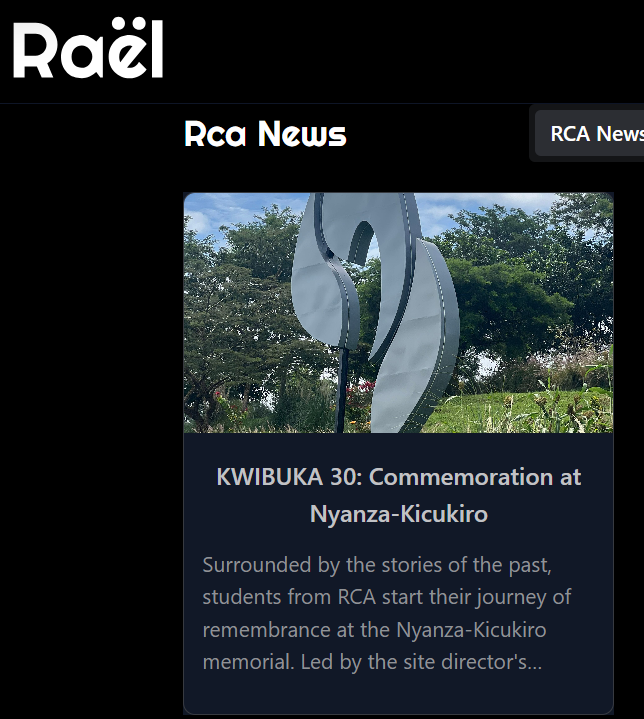 Raël
Rca News
RCA News
KWIBUKA 30: Commemoration at
Nyanza-Kicukiro
Surrounded by the stories of the past,
students from RCA start their journey of
remembrance at the Nyanza-Kicukiro
memorial. Led by the site director's...